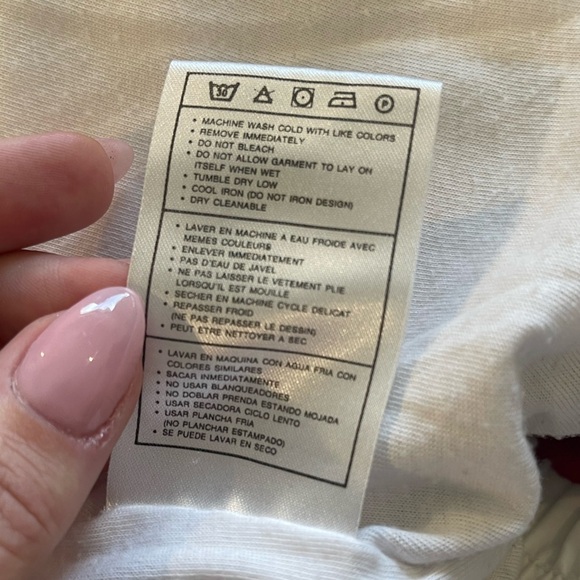 30 P
• MACHINE WASH COLD WITH LIKE COLORS
• REMOVE IMMEDIATELY
• DO NOT BLEACH
• DO NOT ALLOW GARMENT TO LAY ON
ITSELF WHEN WET
• TUMBLE DRY LOW
• COOL IRON (DO NOT IRON DESIGN)
• DRY CLEANABLE
• LAVER EN MACHINE A EAU FROIDE AVEC
MEMES COULEURS
• ENLEVER IMMEDIATEMENT
• PAS D'EAU DE JAVEL
• NE PAS LAISSER LE VETEMENT PLIE
LORSQU'IL EST MOUILLE
• SECHER EN MACHINE CYCLE DELICAT
• REPASSER FROID
(NE PAS REPASSER LE DESSIN)
• PEUT ETRE NETTOYER A SEC
• LAVAR EN MAQUINA CON AGUA FRIA CON
COLORES SIMILARES
• SACAR INMEDIATAMENTE
• NO USAR BLANQUEADORES
• NO DOBLAR PRENDA ESTANDO MOJADA
• USAR SECADORA CICLO LENTO
• USAR PLANCHA FRIA
(NO PLANCHAR ESTAMPADO)
• SE PUEDE LAVAR EN SECO